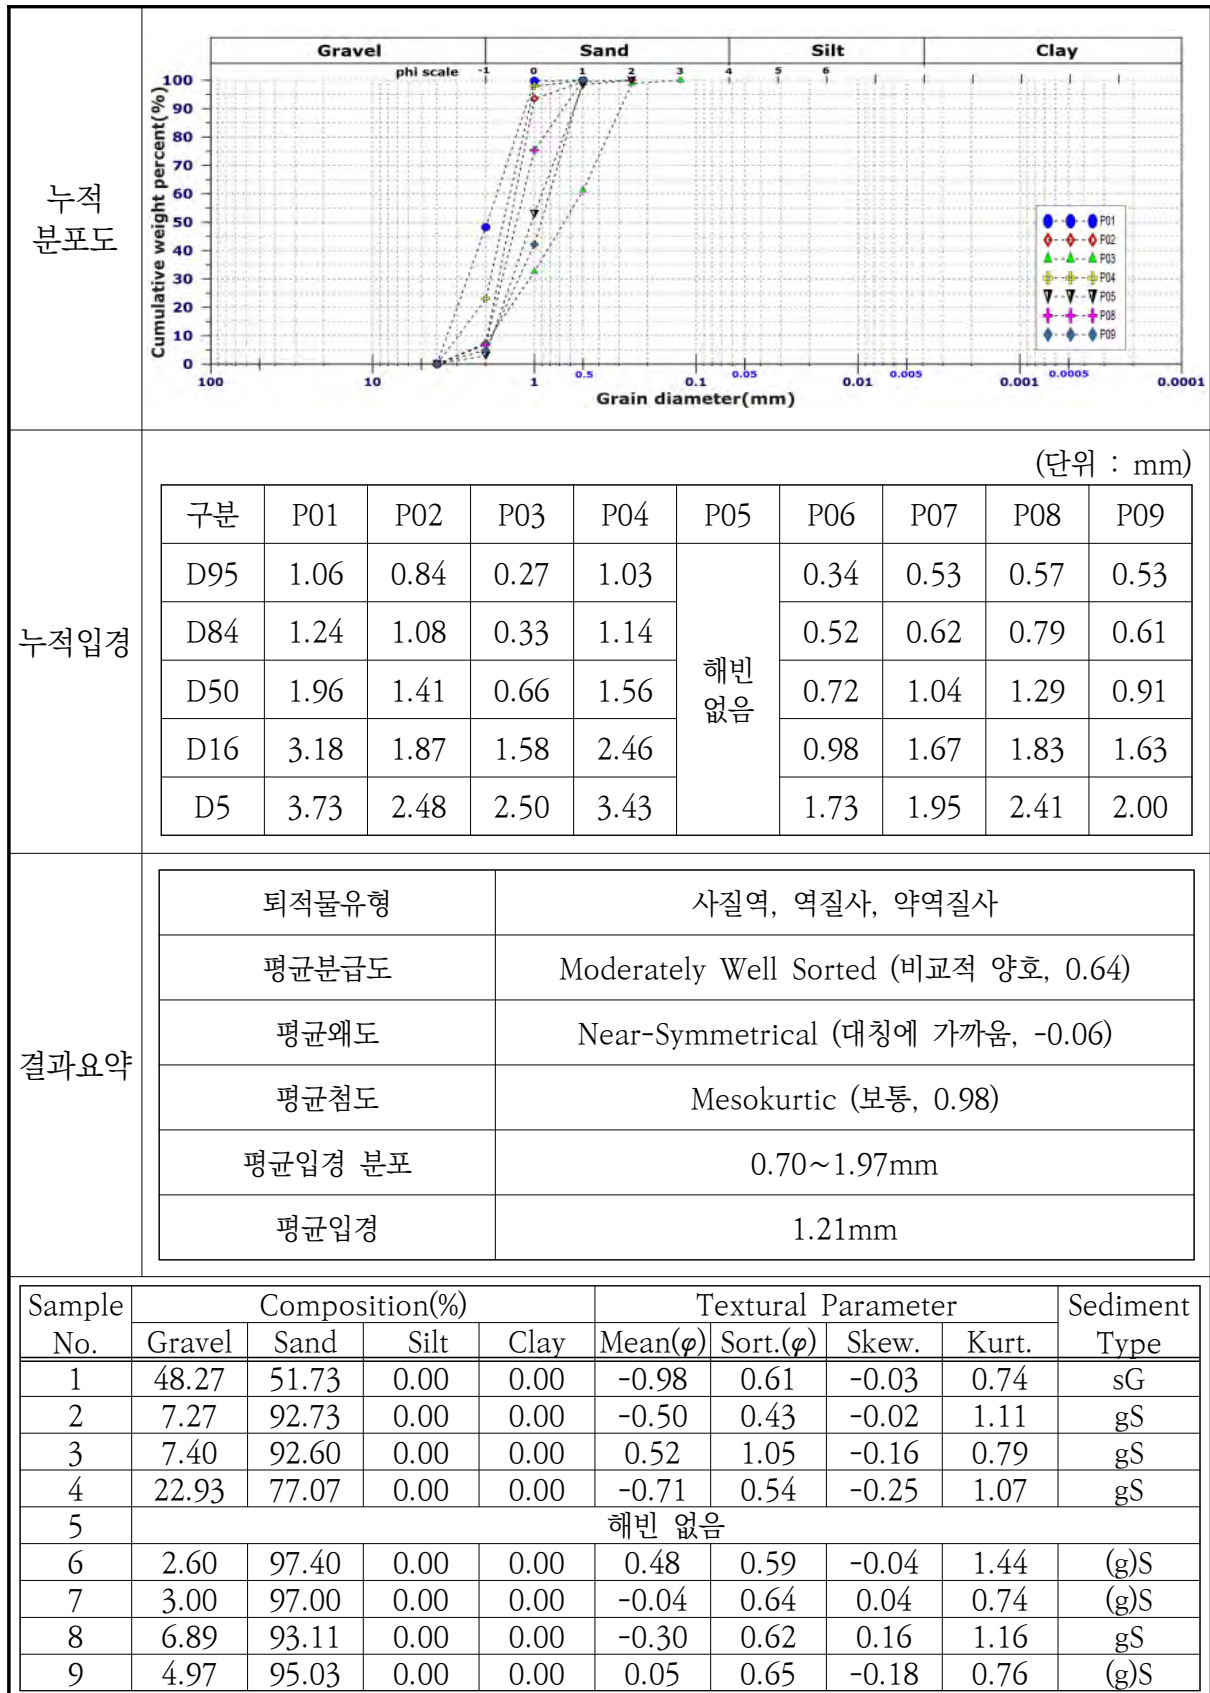 누적
분포도
Gravel Sand Silt Clay
phi scale -1 0 1 2 3 4 5 6
Cumulative weight percent(%)
100
90
80
70
60
50
40
30
20
10
0
P01
P02
P03
P04
P05
P08
P09
100 10 1 0.5 0.1 0.05 0.01 0.005 0.001 0.0005 0.0001
Grain diameter(mm)
누적입경
(단위 : mm)
구분 P01 P02 P03 P04 P05 P06 P07 P08 P09
D95 1.06 0.84 0.27 1.03 0.34 0.53 0.57 0.53
D84 1.24 1.08 0.33 1.14 0.52 0.62 0.79 0.61
해빈
없음
D50 1.96 1.41 0.66 1.56 0.72 1.04 1.29 0.91
D16 3.18 1.87 1.58 2.46 0.98 1.67 1.83 1.63
D5 3.73 2.48 2.50 3.43 1.73 1.95 2.41 2.00
결과요약
퇴적물유형 사질역, 역질사, 약역질사
평균분급도 Moderately Well Sorted (비교적 양호, 0.64)
평균왜도 Near-Symmetrical (대칭에 가까움, -0.06)
평균첨도 Mesokurtic (보통, 0.98)
평균입경 분포 0.70~1.97mm
평균입경 1.21mm
Sample Composition(%) Textural Parameter Sediment
No. Gravel Sand Silt Clay Mean(φ) Sort.(φ) Skew. Kurt. Type
1 48.27 51.73 0.00 0.00 -0.98 0.61 -0.03 0.74 sG
2 7.27 92.73 0.00 0.00 -0.50 0.43 -0.02 1.11 gS
3 7.40 92.60 0.00 0.00 0.52 1.05 -0.16 0.79 gS
4 22.93 77.07 0.00 0.00 -0.71 0.54 -0.25 1.07 gS
5 해빈 없음
6 2.60 97.40 0.00 0.00 0.48 0.59 -0.04 1.44 (g)S
7 3.00 97.00 0.00 0.00 -0.04 0.64 0.04 0.74 (g)S
8 6.89 93.11 0.00 0.00 -0.30 0.62 0.16 1.16 gS
9 4.97 95.03 0.00 0.00 0.05 0.65 -0.18 0.76 (g)S